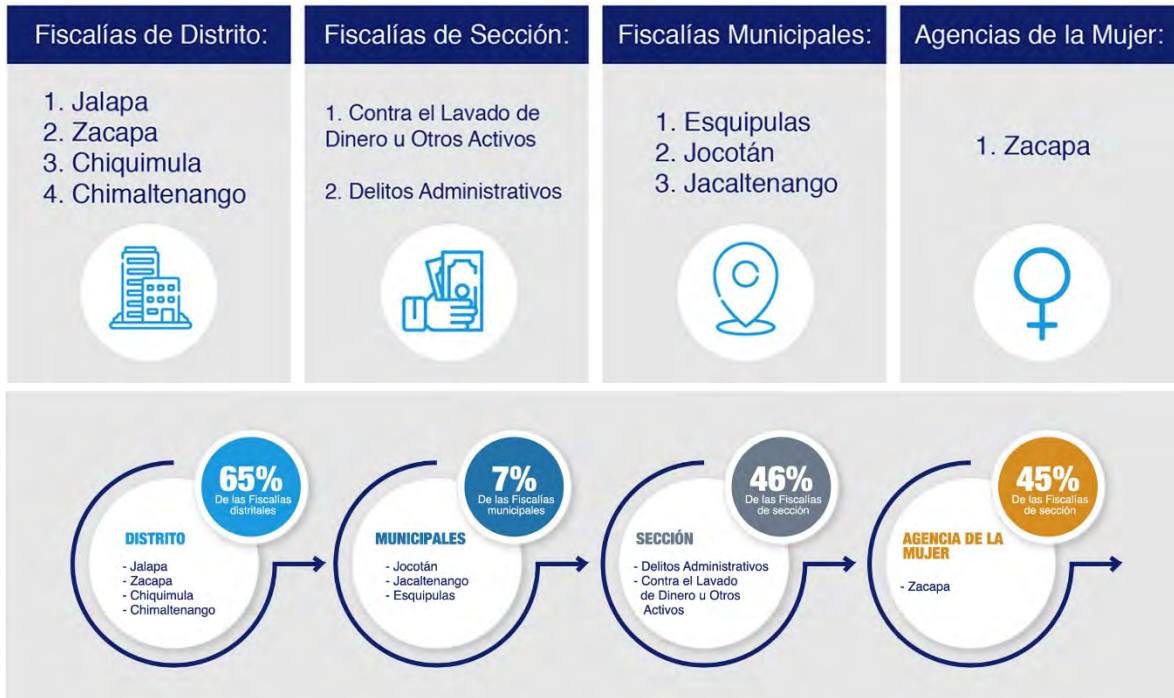 Fiscalías de Distrito:
1. Jalapa
2. Zacapa
3. Chiquimula
4. Chimaltenango
Fiscalías de Sección:
1. Contra el Lavado de
Dinero u Otros Activos
2. Delitos Administrativos
Fiscalías Municipales:
1. Esquipulas
2. Jocotán
3. Jacaltenango
Agencias de la Mujer:
1. Zacapa
65%
De las Fiscalías
distritales
DISTRITO
- Jalapa
- Zacapa
- Chiquimula
- Chimaltenango
7%
De las Fiscalías
municipales
MUNICIPALES
- Jocotán
- Jacaltenango
- Esquipulas
46%
De las Fiscalías
de sección
SECCIÓN
- Delitos Administrativos
- Contra el Lavado
de Dinero u Otros
Activos
45%
De las Fiscalías
de sección
AGENCIA DE LA
MUJER
- Zacapa